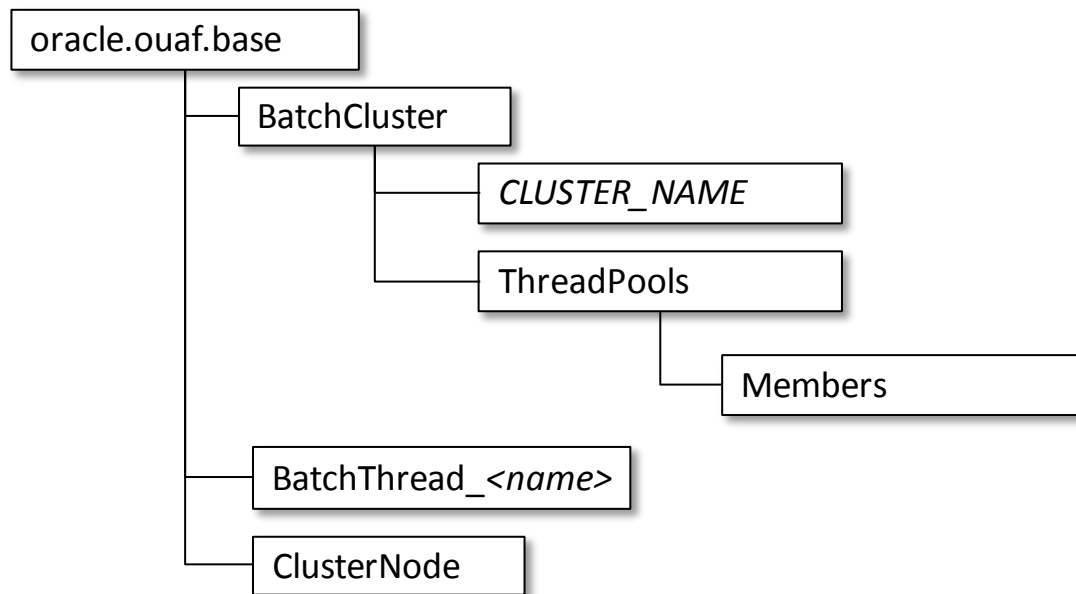 oracle.ouaf.base
BatchCluster
CLUSTER_NAME
ThreadPools
Members
BatchThread_<name>
ClusterNode